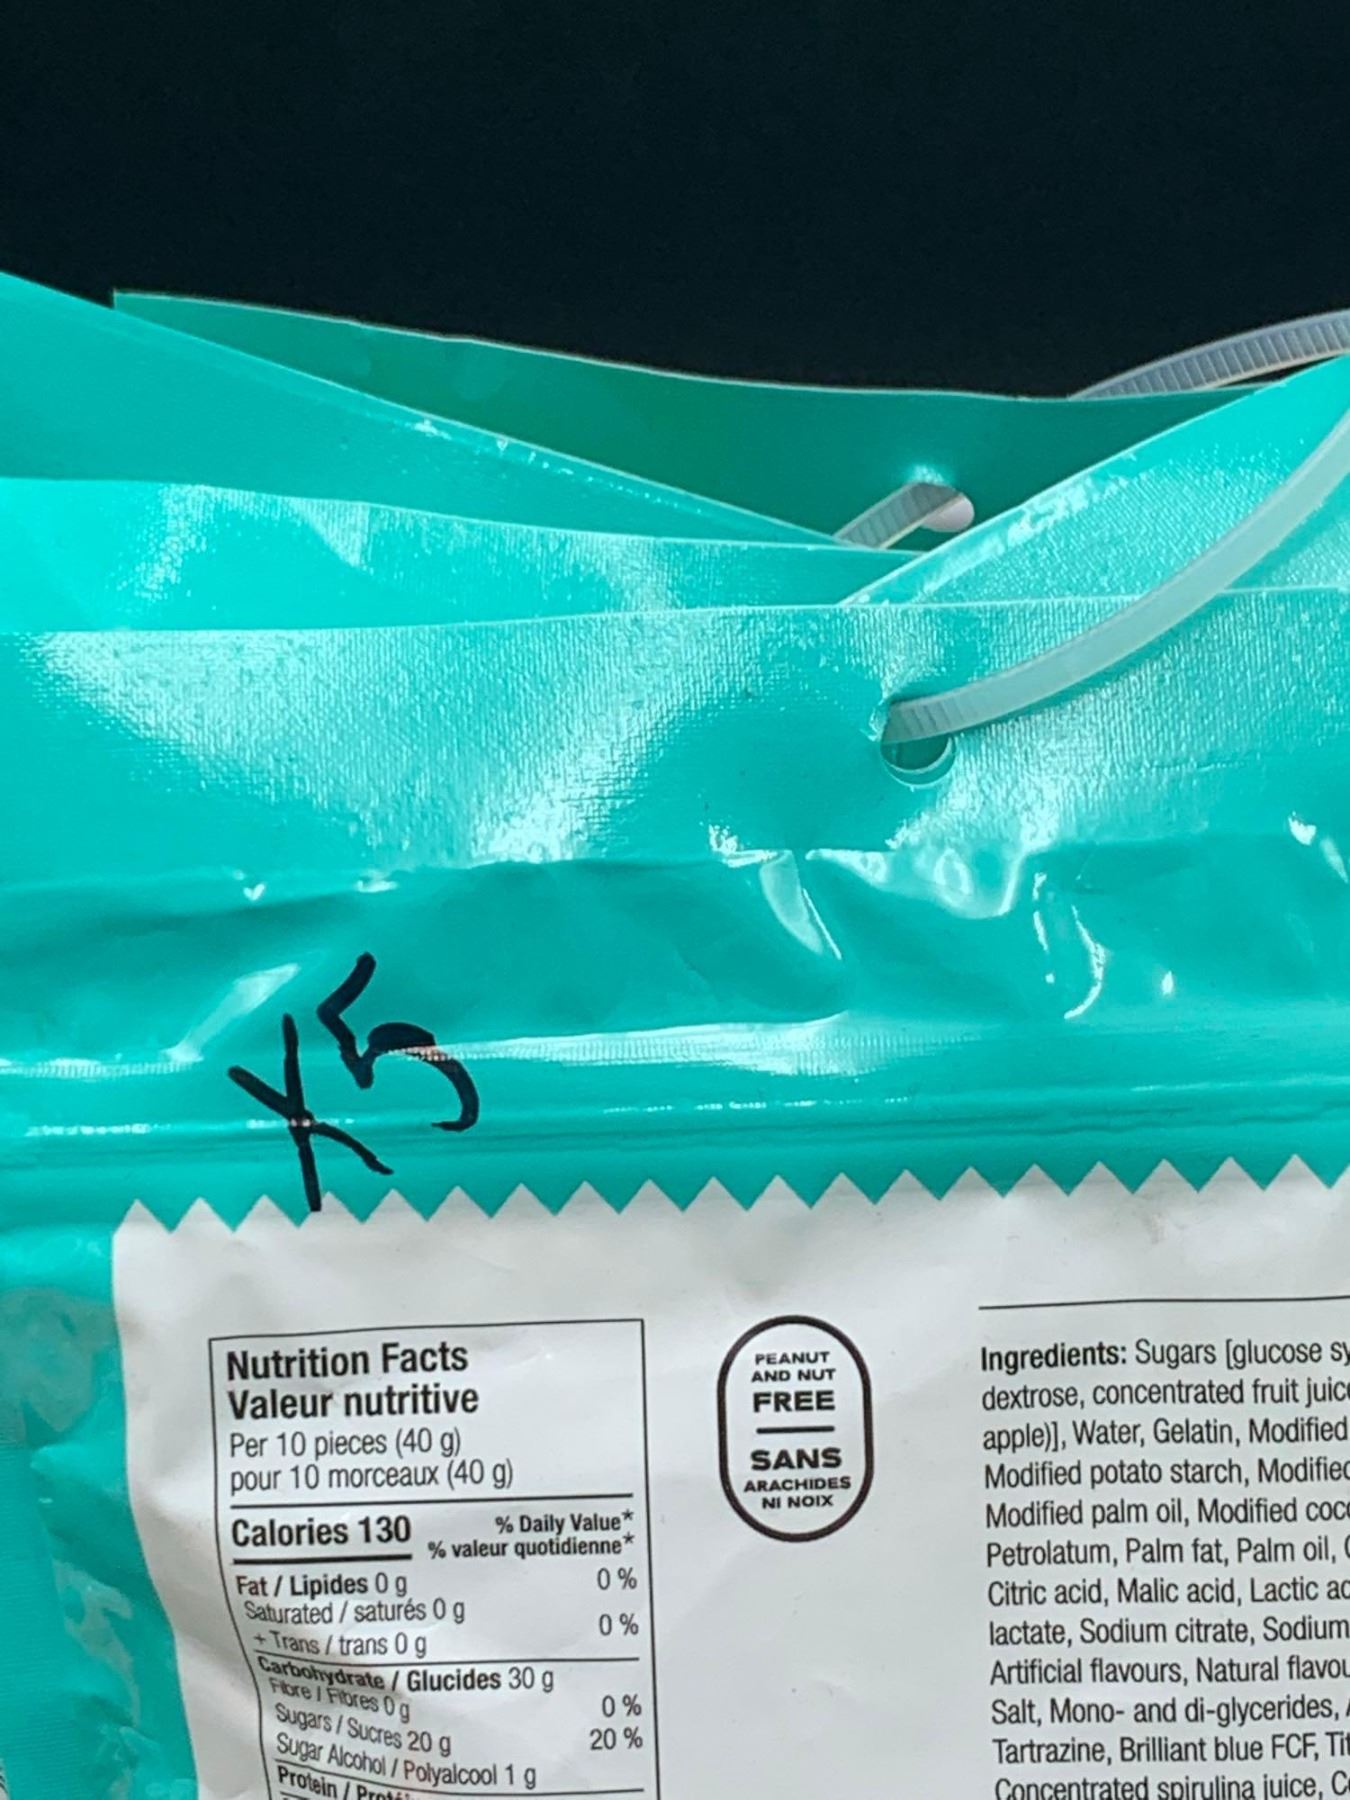 X5
Nutrition Facts
Valeur nutritive
Per 10 pieces (40 g)
pour 10 morceaux (40 g)
Calories 130
% Daily Value*
% valeur quotidienne*
Fat / Lipides 0 g 0 %
Saturated / saturés 0 g
+ Trans / trans 0 g 0 %
Carbohydrate / Glucides 30 g
Fibre / Fibres 0 g 0 %
Sugars / Sucres 20 g 20 %
Sugar Alcohol / Polyalcool 1 g
Protein /
PEANUT
AND NUT
FREE
SANS
ARACHIDES
NI NOIX
Ingredients: Sugars [glucose
dextrose, concentrated fruit
apple)], Water, Gelatin, Modified
Modified potato starch,
Modified palm oil, Modified
Petrolatum, Palm fat, Palm oil,
Citric acid, Malic acid, Lactic
lactate, Sodium citrate, Sodium
Artificial flavours, Natural
Salt, Mono- and di-glycerides,
Tartrazine, Brilliant blue FCF,
Concentrated spirulina juice,